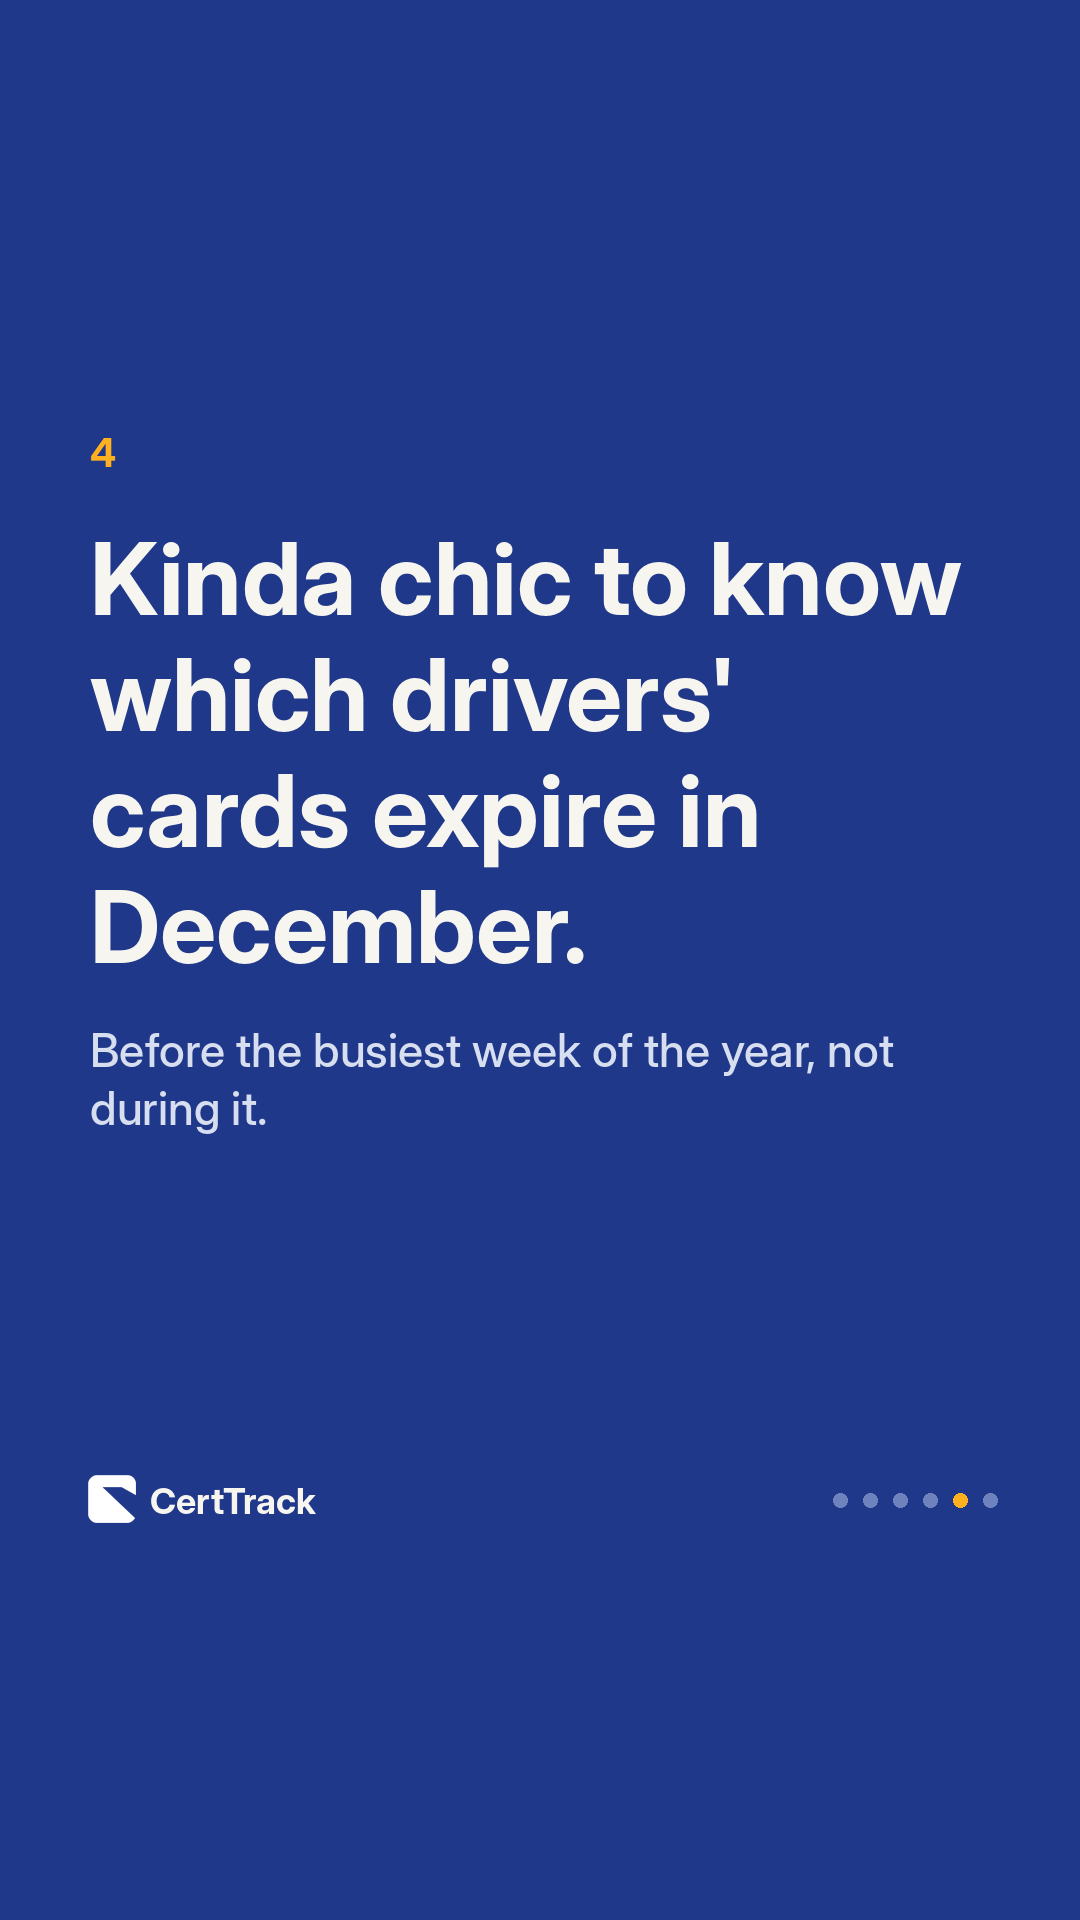 4
Kinda chic to know
which drivers'
cards expire in
December.
Before the busiest week of the year, not
during it.
CertTrack